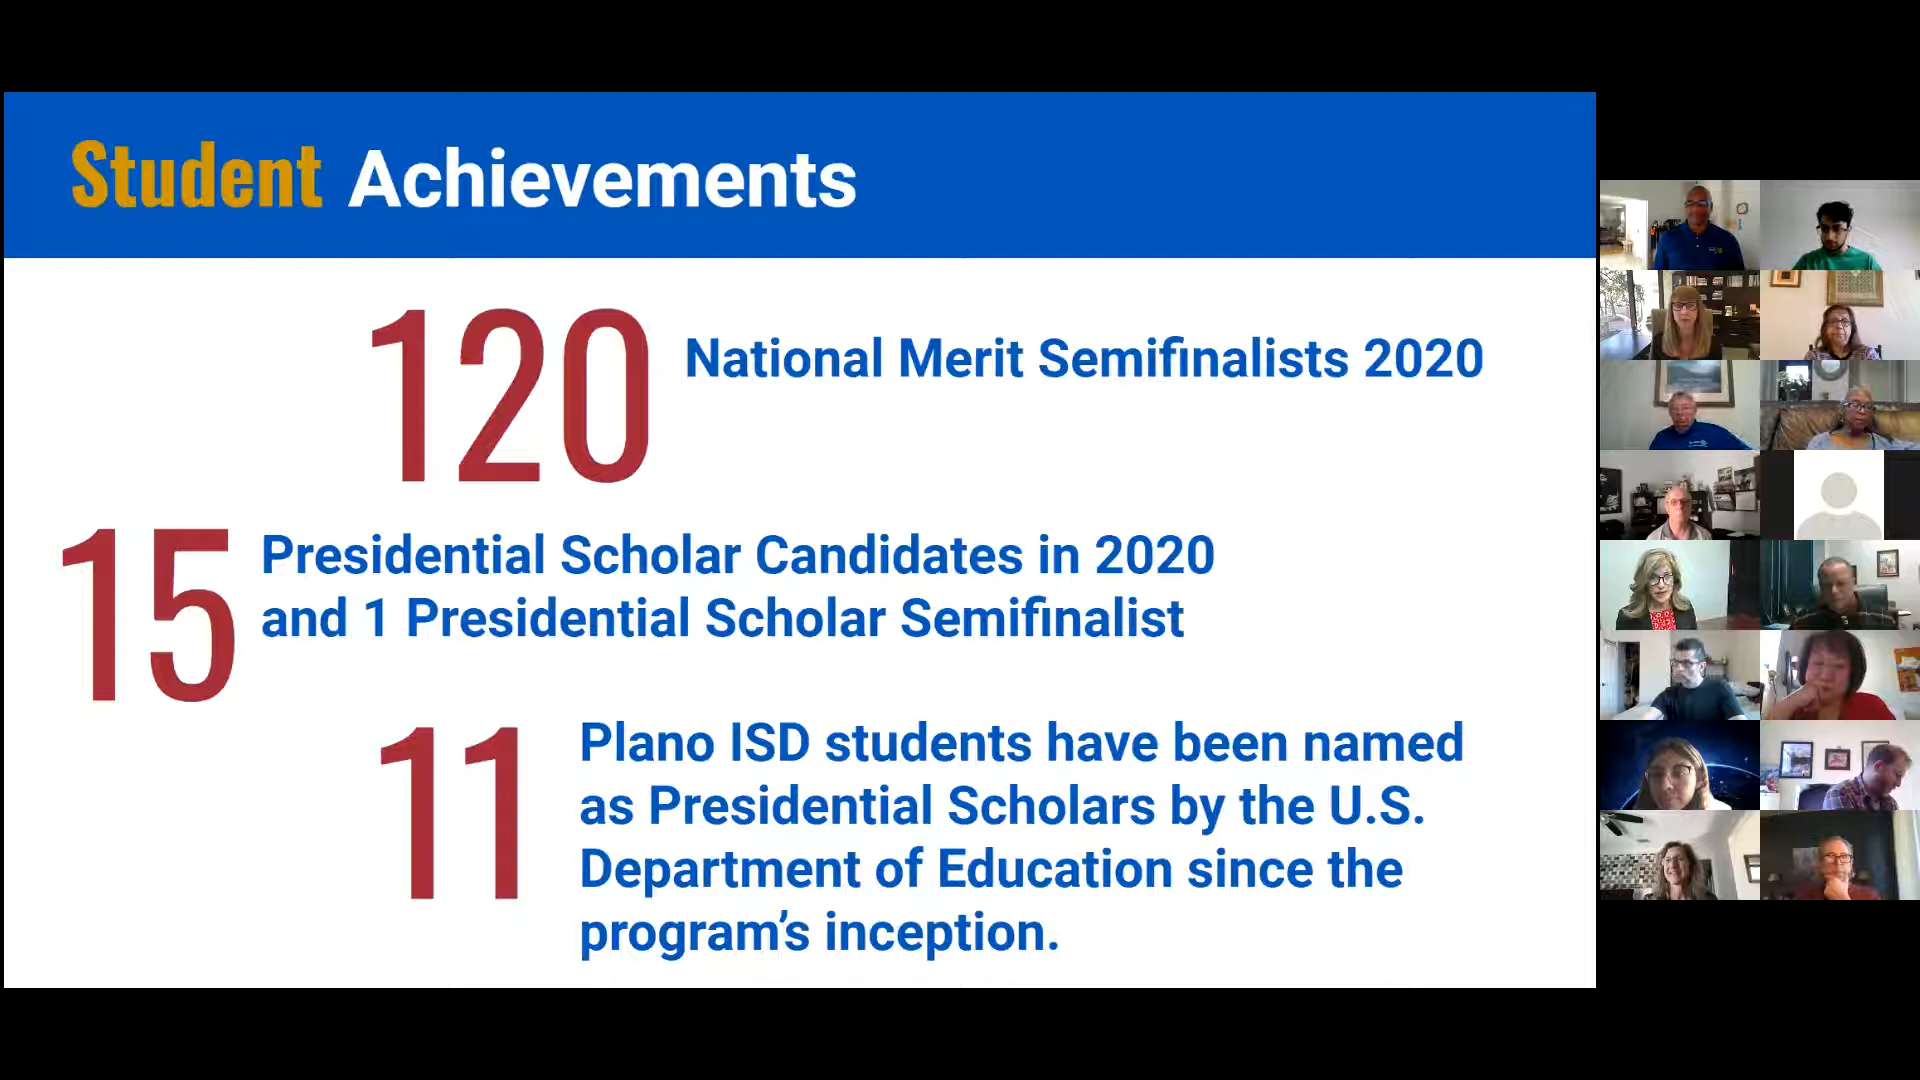 Student Achievements
120 National Merit Semifinalists 2020
15 Presidential Scholar Candidates in 2020
and 1 Presidential Scholar Semifinalist
11 Plano ISD students have been named
as Presidential Scholars by the U.S.
Department of Education since the
program’s inception.